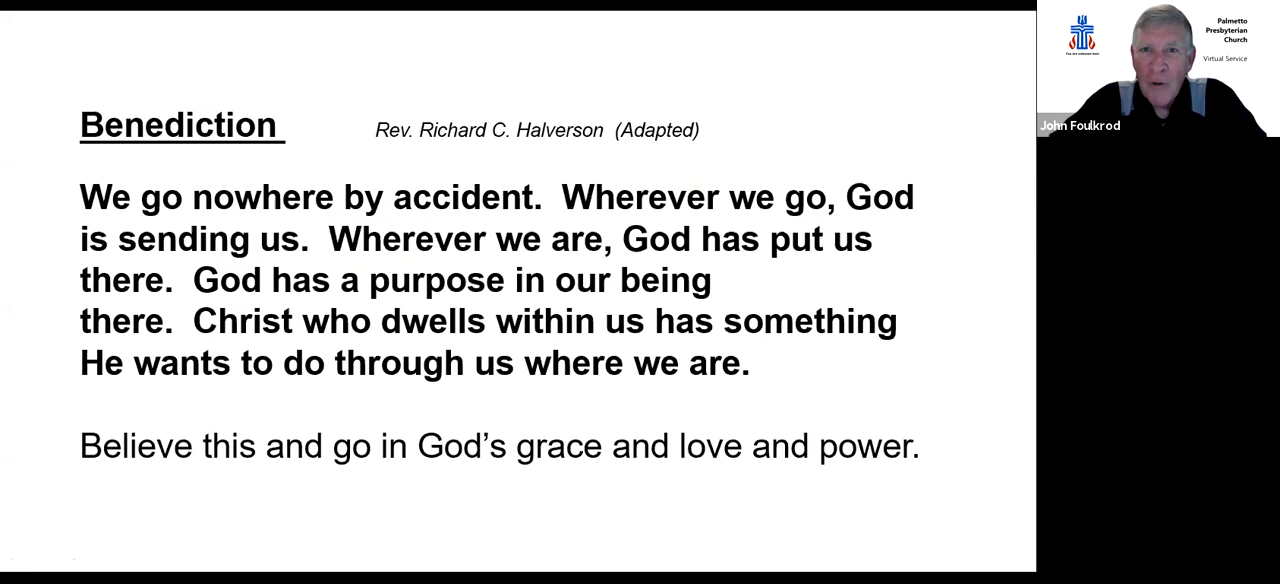 Benediction Rev. Richard C. Halverson (Adapted)
We go nowhere by accident. Wherever we go, God
is sending us. Wherever we are, God has put us
there. God has a purpose in our being
there. Christ who dwells within us has something
He wants to do through us where we are.
Believe this and go in God’s grace and love and power.
Palmetto
Presbyterian
Church
Virtual Service
John Foulkrod